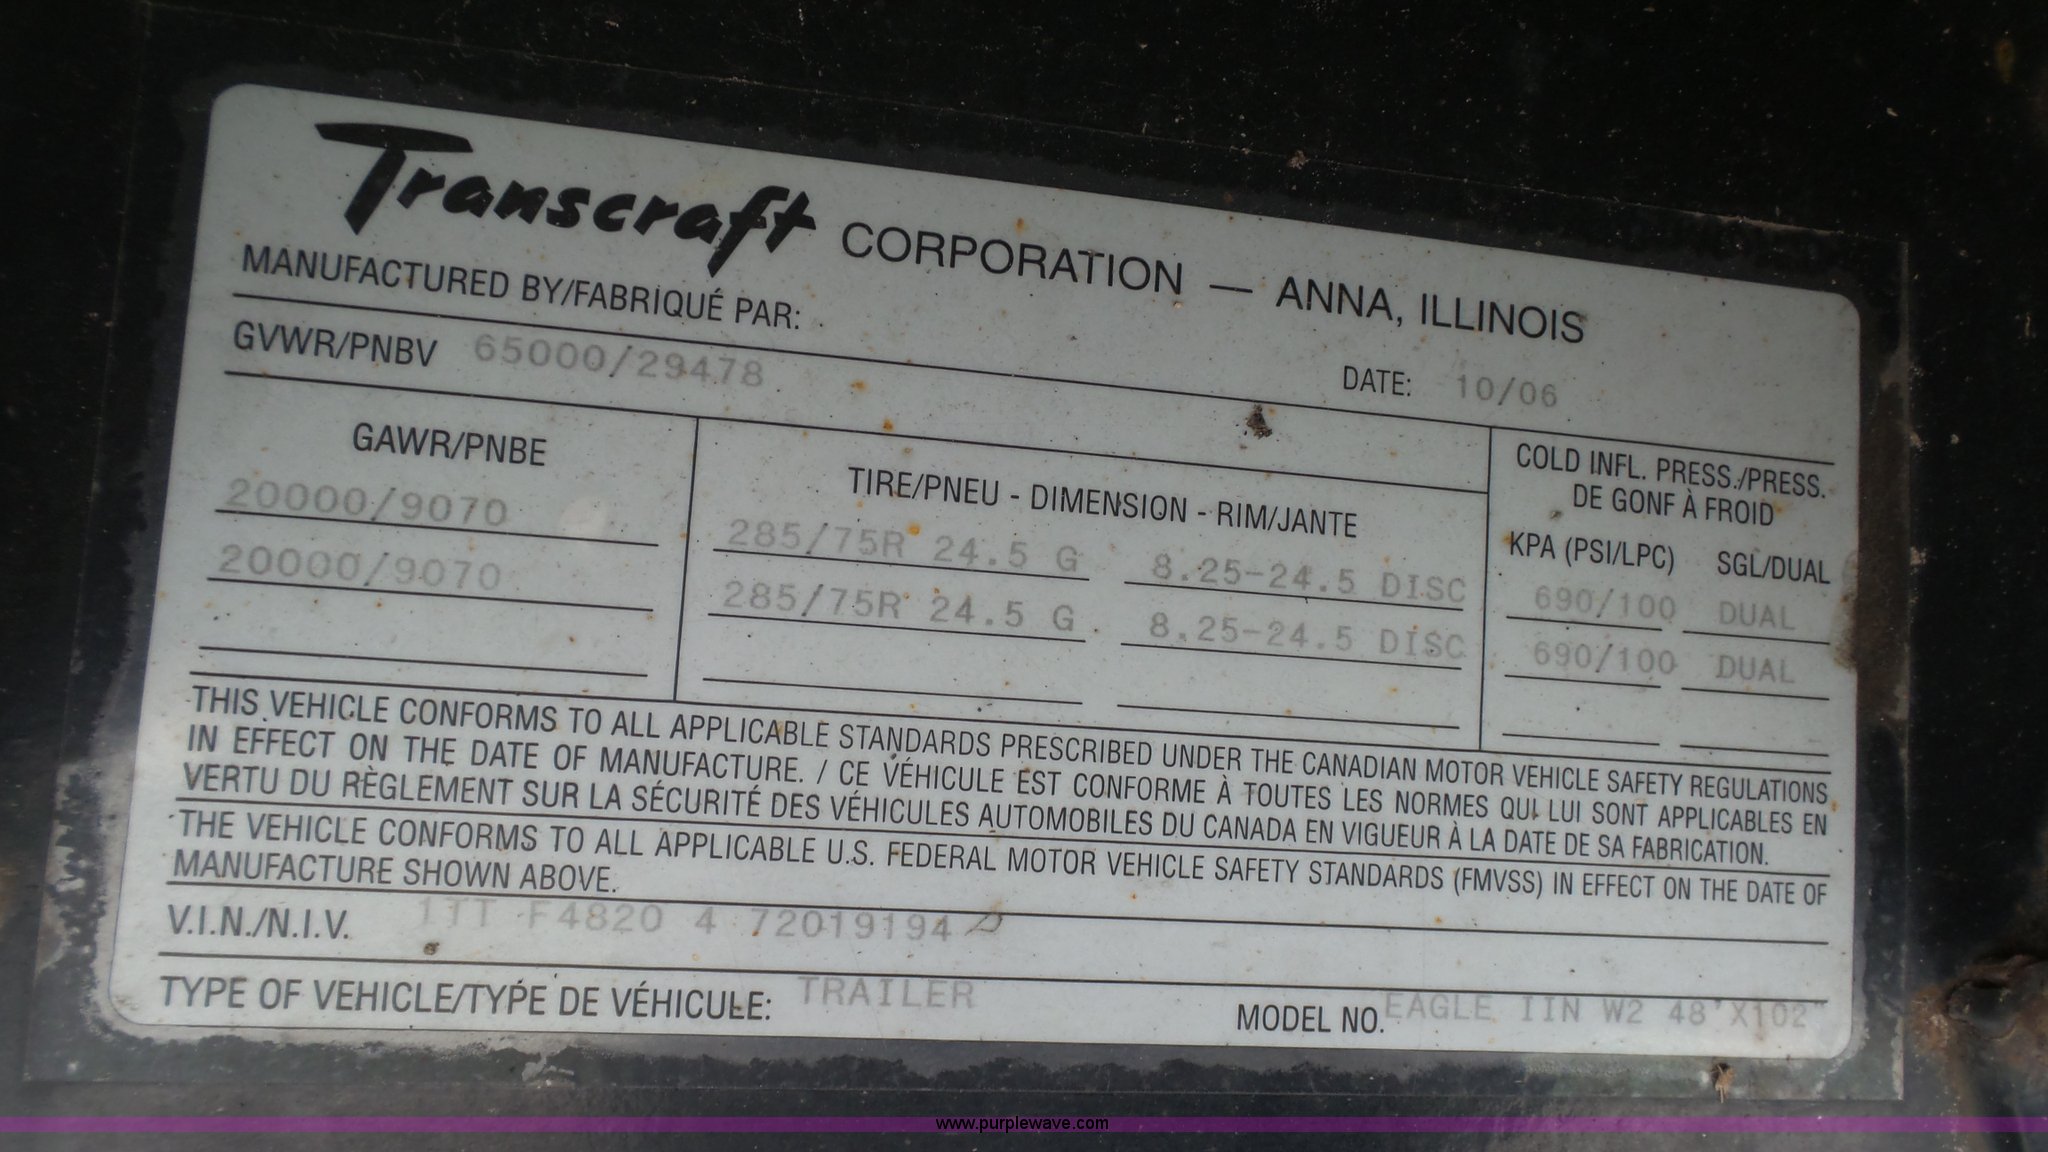 Transcraft CORPORATION — ANNA, ILLINOIS
MANUFACTURED BY/FABRIQUÉ PAR:
DATE: 10/06
GVWR/PNBV 65000/29478
GAWR/PNBE
TIRE/PNEU - DIMENSION - RIM/JANTE
COLD INFL. PRESS./PRESS.
DE GONF À FROID
KPA (PSI/LPC) SGL/DUAL
20000/9070 285/75R 24.5 G 8.25-24.5 DISC 690/100 DUAL
20000/9070 285/75R 24.5 G 8.25-24.5 DISC 690/100 DUAL
THIS VEHICLE CONFORMS TO ALL APPLICABLE STANDARDS PRESCRIBED UNDER THE CANADIAN MOTOR VEHICLE SAFETY REGULATIONS
IN EFFECT ON THE DATE OF MANUFACTURE. / CE VÉHICULE EST CONFORME À TOUTES LES NORMES QUI LUI SONT APPLICABLES EN
VERTU DU RÈGLEMENT SUR LA SÉCURITÉ DES VÉHICULES AUTOMOBILES DU CANADA EN VIGUEUR À LA DATE DE SA FABRICATION.
THE VEHICLE CONFORMS TO ALL APPLICABLE U.S. FEDERAL MOTOR VEHICLE SAFETY STANDARDS (FMVSS) IN EFFECT ON THE DATE OF
MANUFACTURE SHOWN ABOVE.
V.I.N./N.I.V. 1TT F4820 4 72019194
TYPE OF VEHICLE/TYPE DE VÉHICULE: TRAILER
MODEL NO. EAGLE IIN W2 48'X102"
www.purplewave.com